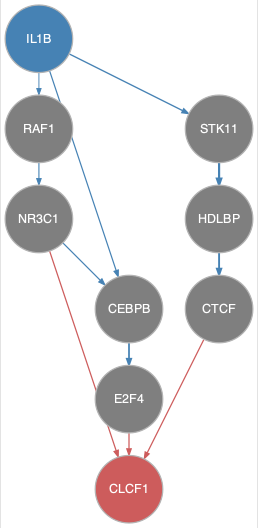 IL1B
RAF1
STK11
NR3C1
HDLBP
CEBPB
CTCF
E2F4
CLCF1